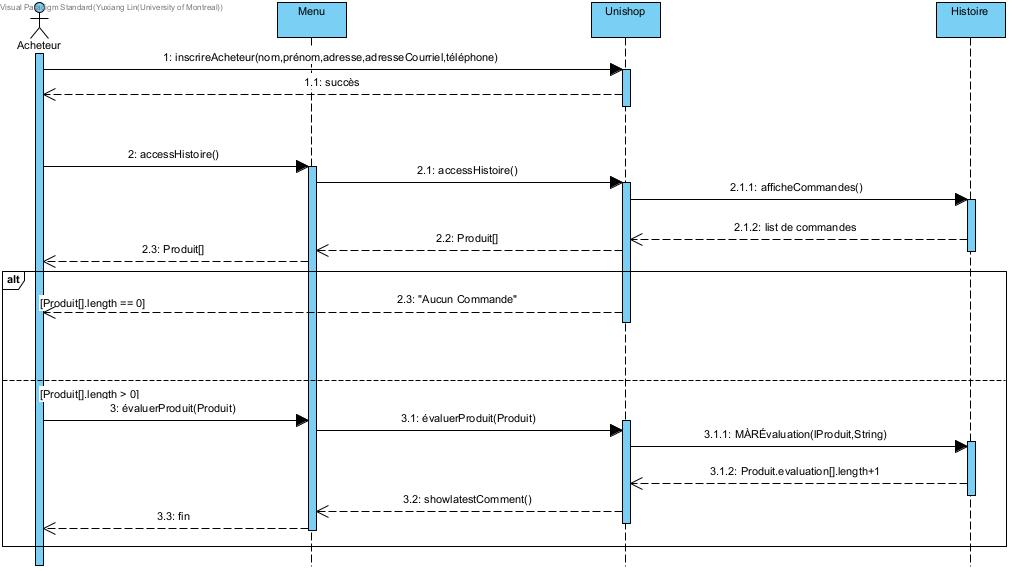 Visual Paradigm Standard(Yuxiang Lin(University of Montreal))
Acheteur
Menu
Unishop
Histoire
1: inscrireAcheteur(nom,prénom,adresse,adresseCourriel,téléphone)
1.1: succès
2: accessHistoire()
2.1: accessHistoire()
2.1.1: afficheCommandes()
2.1.2: list de commandes
2.2: Produit[]
2.3: Produit[]
alt
[Produit[].length == 0]
2.3: "Aucun Commande"
[Produit[].length > 0]
3: évaluerProduit(Produit)
3.1: évaluerProduit(Produit)
3.1.1: MÀRÉvaluation(IProduit,String)
3.1.2: Produit.evaluation[].length+1
3.2: showlatestComment()
3.3: fin